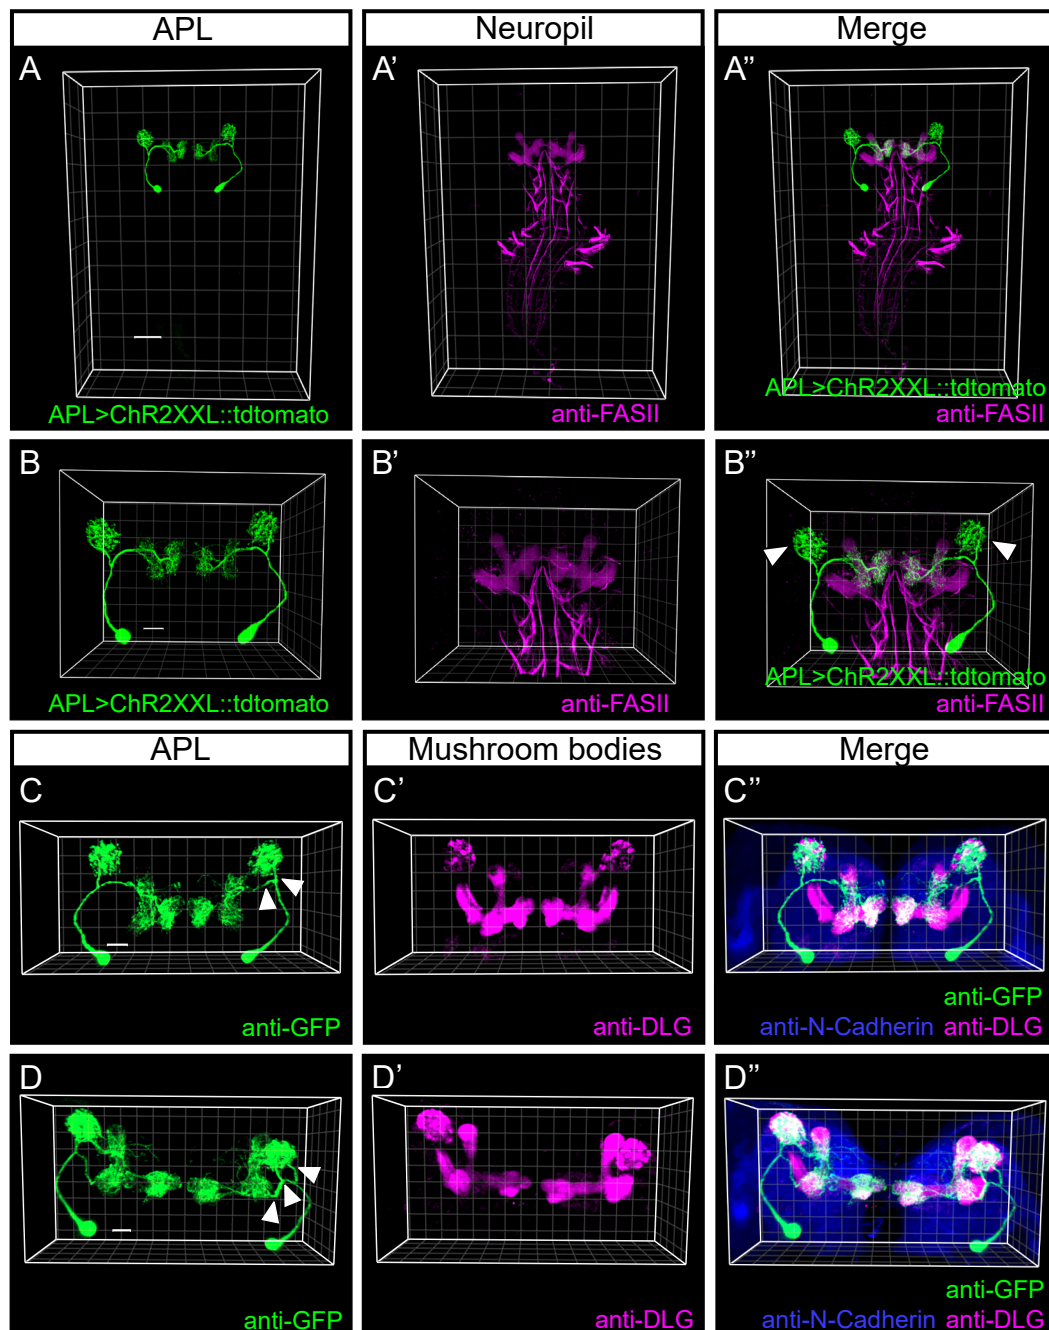 APL Neuropil Merge
A A' A"
APL>ChR2XXL::tdtomato anti-FASII APL>ChR2XXL::tdtomato
anti-FASII
B B' B"
APL>ChR2XXL::tdtomato anti-FASII APL>ChR2XXL::tdtomato
anti-FASII
APL Mushroom bodies Merge
C C' C"
anti-GFP
anti-GFP anti-DLG anti-N-Cadherin anti-DLG
D D' D"
anti-GFP
anti-GFP anti-DLG anti-N-Cadherin anti-DLG